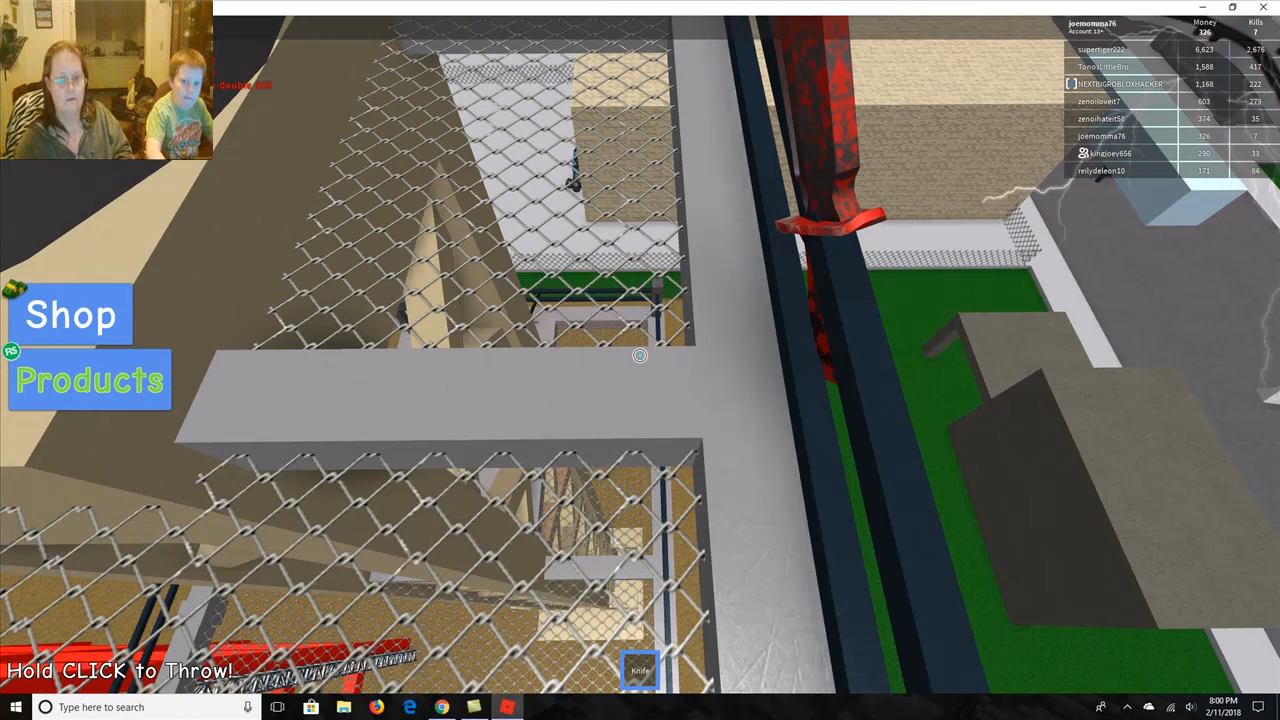 joemomma76
Account: 13+
Money
326
Kills
7
supertiger222 6,623 2,676
TonosLittleBro 1,588 417
NEXTBIGROBLOXHACKER 1,168 222
zenoiloveit7 603 279
zenoihateit58 374 35
joemomma76 326 7
kingjoey656 290 33
reilydeleon10 171 84
Double Kill
Shop
R$
Products
Hold CLICK to Throw!
Knife
Type here to search
8:00 PM
2/11/2018